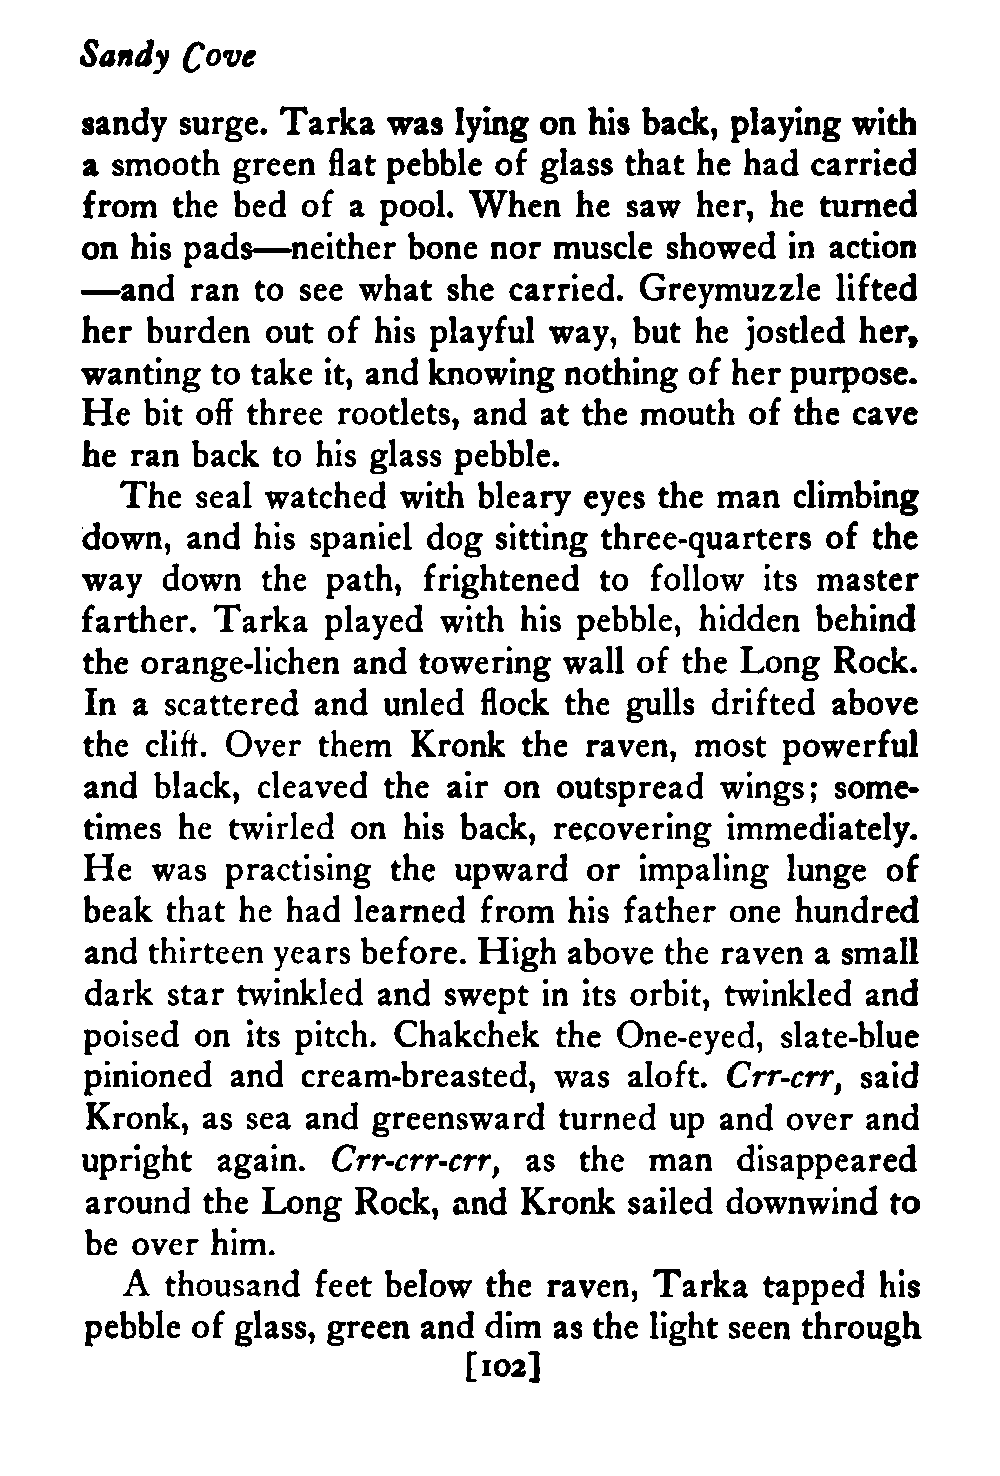 Sandy Cove
sandy surge. Tarka was lying on his back, playing with
a smooth green flat pebble of glass that he had carried
from the bed of a pool. When he saw her, he turned
on his pads—neither bone nor muscle showed in action
—and ran to see what she carried. Greymuzzle lifted
her burden out of his playful way, but he jostled her,
wanting to take it, and knowing nothing of her purpose.
He bit off three rootlets, and at the mouth of the cave
he ran back to his glass pebble.
The seal watched with bleary eyes the man climbing
down, and his spaniel dog sitting three-quarters of the
way down the path, frightened to follow its master
farther. Tarka played with his pebble, hidden behind
the orange-lichen and towering wall of the Long Rock.
In a scattered and unled flock the gulls drifted above
the cliff. Over them Kronk the raven, most powerful
and black, cleaved the air on outspread wings; some-
times he twirled on his back, recovering immediately.
He was practising the upward or impaling lunge of
beak that he had learned from his father one hundred
and thirteen years before. High above the raven a small
dark star twinkled and swept in its orbit, twinkled and
poised on its pitch. Chakchek the One-eyed, slate-blue
pinioned and cream-breasted, was aloft. Crr-crr, said
Kronk, as sea and greensward turned up and over and
upright again. Crr-crr-crr, as the man disappeared
around the Long Rock, and Kronk sailed downwind to
be over him.
A thousand feet below the raven, Tarka tapped his
pebble of glass, green and dim as the light seen through
[102]